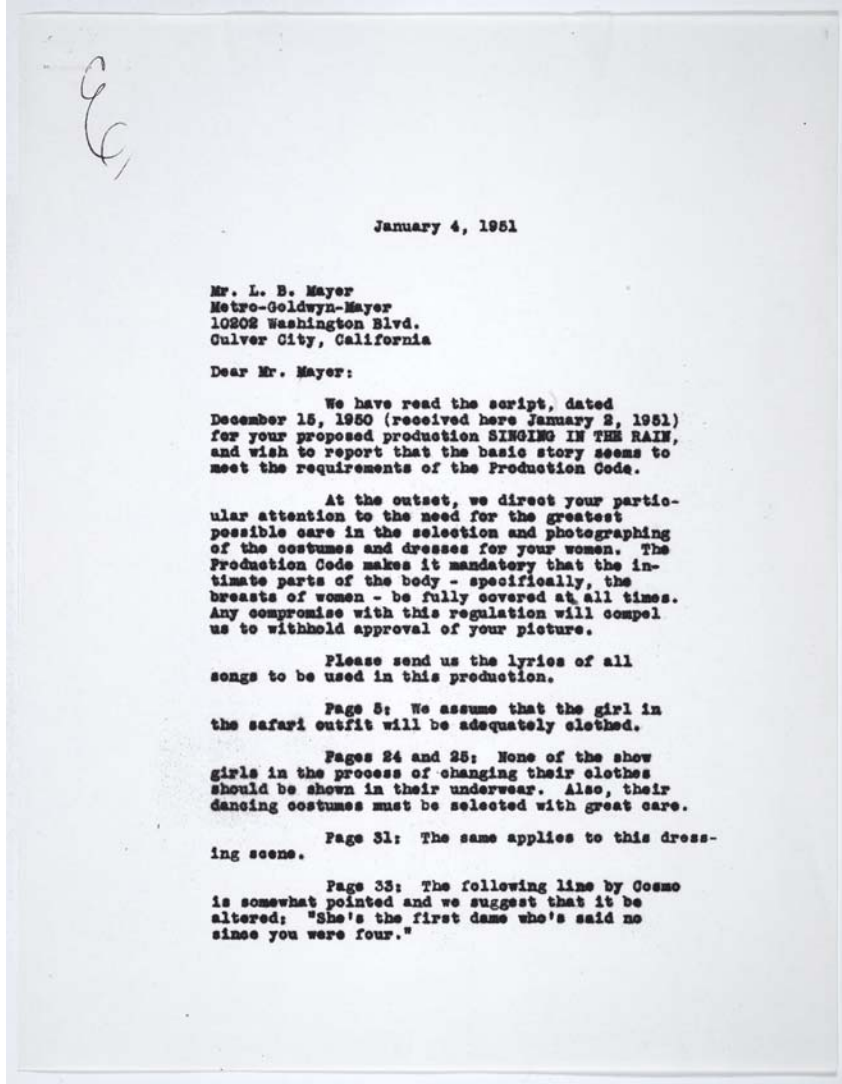 January 4, 1951
Mr. L. B. Mayer
Metro-Goldwyn-Mayer
10202 Washington Blvd.
Culver City, California
Dear Mr. Mayer:
We have read the script, dated
December 15, 1950 (received here January 2, 1951)
for your proposed production SINGING IN THE RAIN,
and wish to report that the basic story seems to
meet the requirements of the Production Code.
At the outset, we direct your partic-
ular attention to the need for the greatest
possible care in the selection and photographing
of the costumes and dresses for your women. The
Production Code makes it mandatory that the in-
timate parts of the body - specifically, the
breasts of women - be fully covered at all times.
Any compromise with this regulation will compel
us to withhold approval of your picture.
Please send us the lyrics of all
songs to be used in this production.
Page 5: We assume that the girl in
the safari outfit will be adequately clothed.
Pages 24 and 25: None of the show
girls in the process of changing their clothes
should be shown in their underwear. Also, their
dancing costumes must be selected with great care.
Page 31: The same applies to this dress-
ing scene.
Page 33: The following line by Cosmo
is somewhat pointed and we suggest that it be
altered: "She's the first dame who's said no
since you were four."